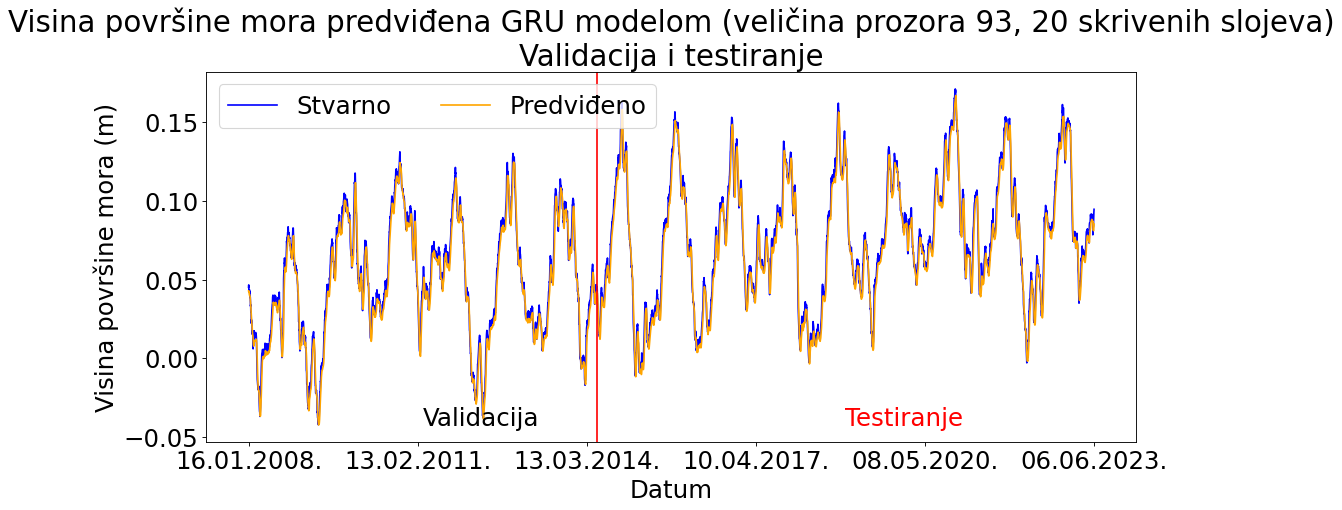 Visina površine mora predviđena GRU modelom (veličina prozora 93, 20 skrivenih slojeva)
Validacija i testiranje
Stvarno
Predviđeno
Visina površine mora (m)
0.15
0.10
0.05
0.00
−0.05
Validacija
Testiranje
16.01.2008.
13.02.2011.
13.03.2014.
10.04.2017.
08.05.2020.
06.06.2023.
Datum